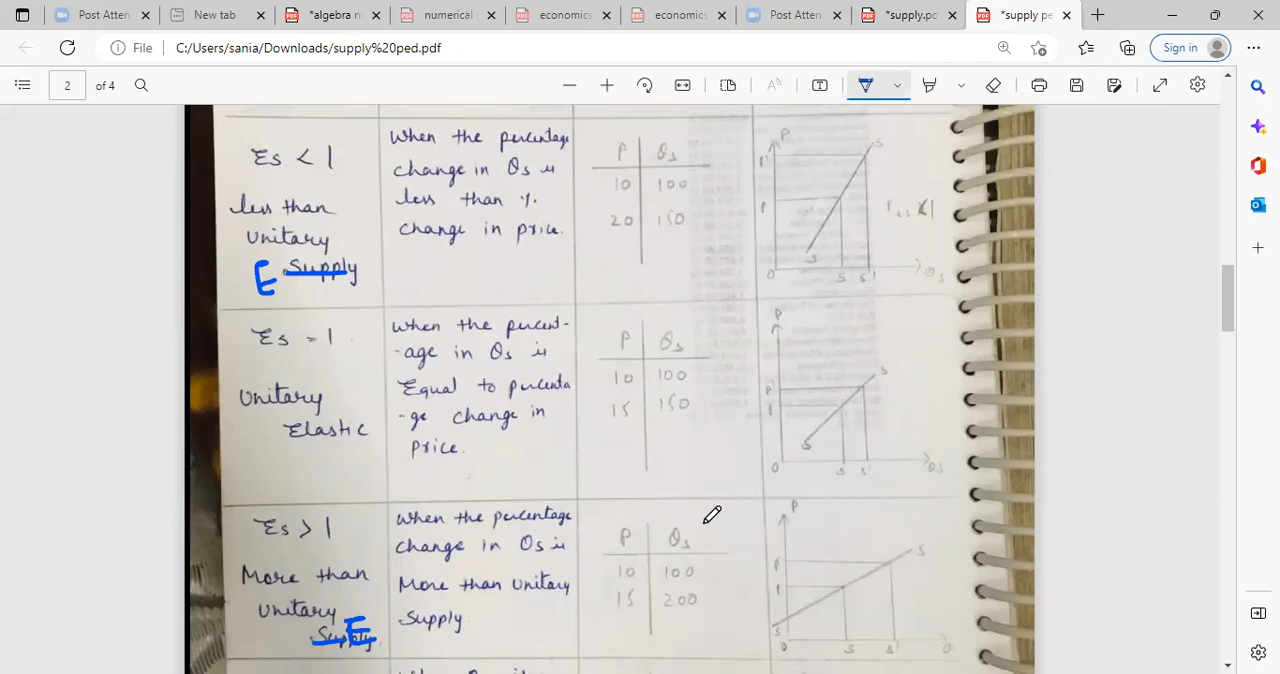 Post Atten
New tab
*algebra n
numerical
economics
economics
Post Atten
*supply.pd
*supply pe
File
C:/Users/sania/Downloads/supply%20ped.pdf
Sign in
2
of 4
Es < 1
less than
Unitary
Supply
E
When the percentage
change in Qs is
less than %
change in price.
P Qs
10 100
20 150
P
P'
P
S
S
O
S S'
Qs
Es = 1
Unitary
Elastic
When the percent-
-age in Qs is
Equal to percenta
-ge change in
price.
P Qs
10 100
15 150
P
P'
P
S
S
O
S S'
Qs
Es > 1
More than
Unitary
Supply
E
When the percentage
change in Qs is
More than Unitary
Supply
P Qs
10 100
15 200
P
P'
P
S
S
O
S S'